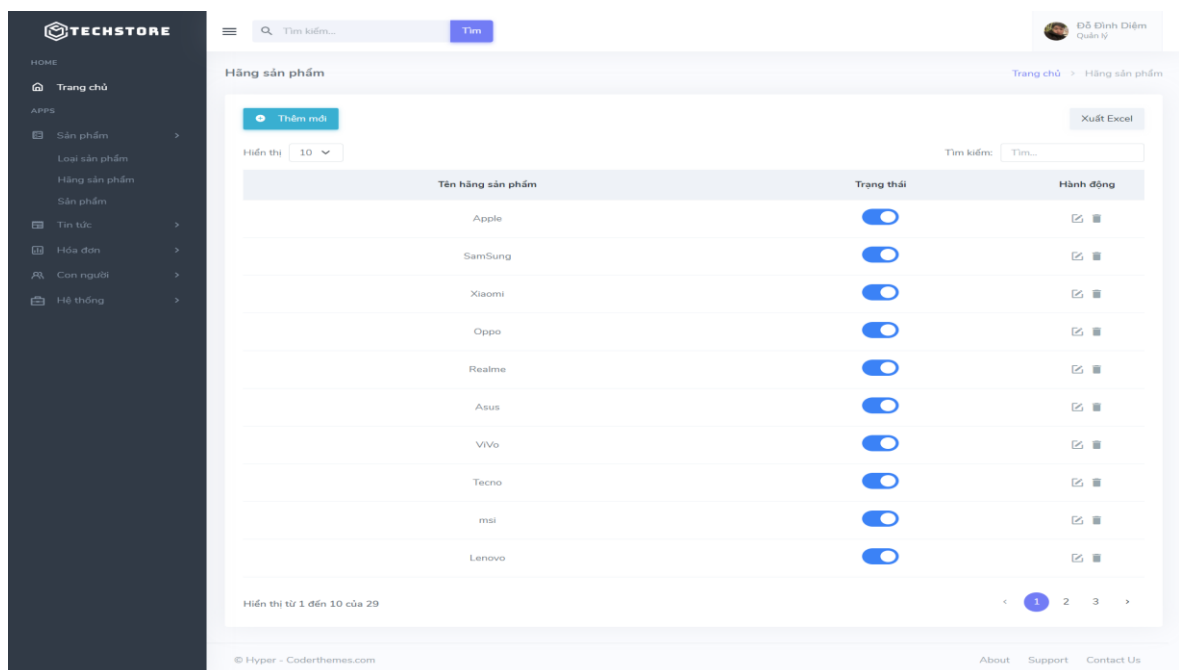 TECHSTORE
Tìm kiếm...
Tìm
Đỗ Đình Diệm
Quản lý
HOME
Trang chủ
APPS
Sản phẩm
Loại sản phẩm
Hãng sản phẩm
Sản phẩm
Tin tức
Hóa đơn
Con người
Hệ thống
Hãng sản phẩm
Trang chủ > Hãng sản phẩm
Thêm mới
Xuất Excel
Hiển thị 10
Tìm kiếm: Tìm...
Tên hãng sản phẩm Trạng thái Hành động
Apple
SamSung
Xiaomi
Oppo
Realme
Asus
ViVo
Tecno
msi
Lenovo
Hiển thị từ 1 đến 10 của 29
‹ 1 2 3 ›
© Hyper - Coderthemes.com
About Support Contact Us